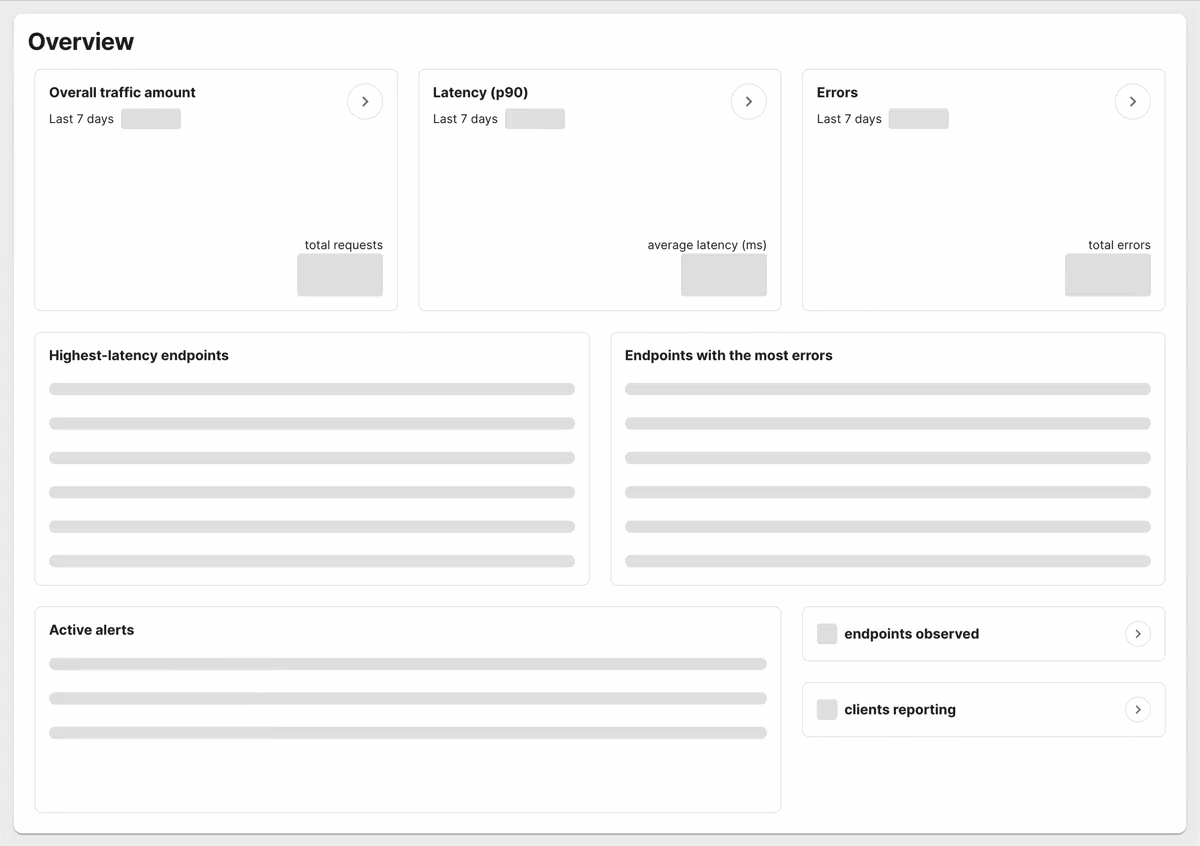 Overview
Overall traffic amount
Last 7 days
total requests
Latency (p90)
Last 7 days
average latency (ms)
Errors
Last 7 days
total errors
Highest-latency endpoints
Endpoints with the most errors
Active alerts
endpoints observed
clients reporting